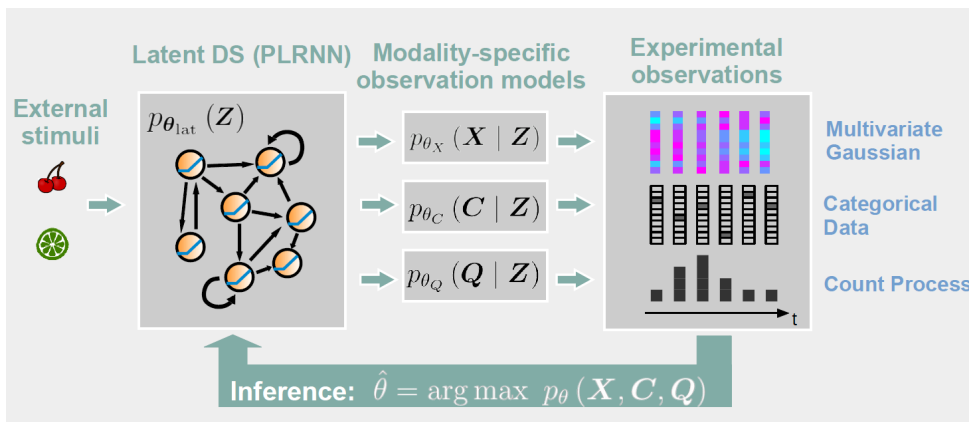 External
stimuli
Latent DS (PLRNN)
p_{θ_lat} (Z)
Modality-specific
observation models
p_{θ_X} (X | Z)
p_{θ_C} (C | Z)
p_{θ_Q} (Q | Z)
Experimental
observations
t
Multivariate
Gaussian
Categorical
Data
Count Process
Inference: θ̂ = arg max p_θ (X, C, Q)